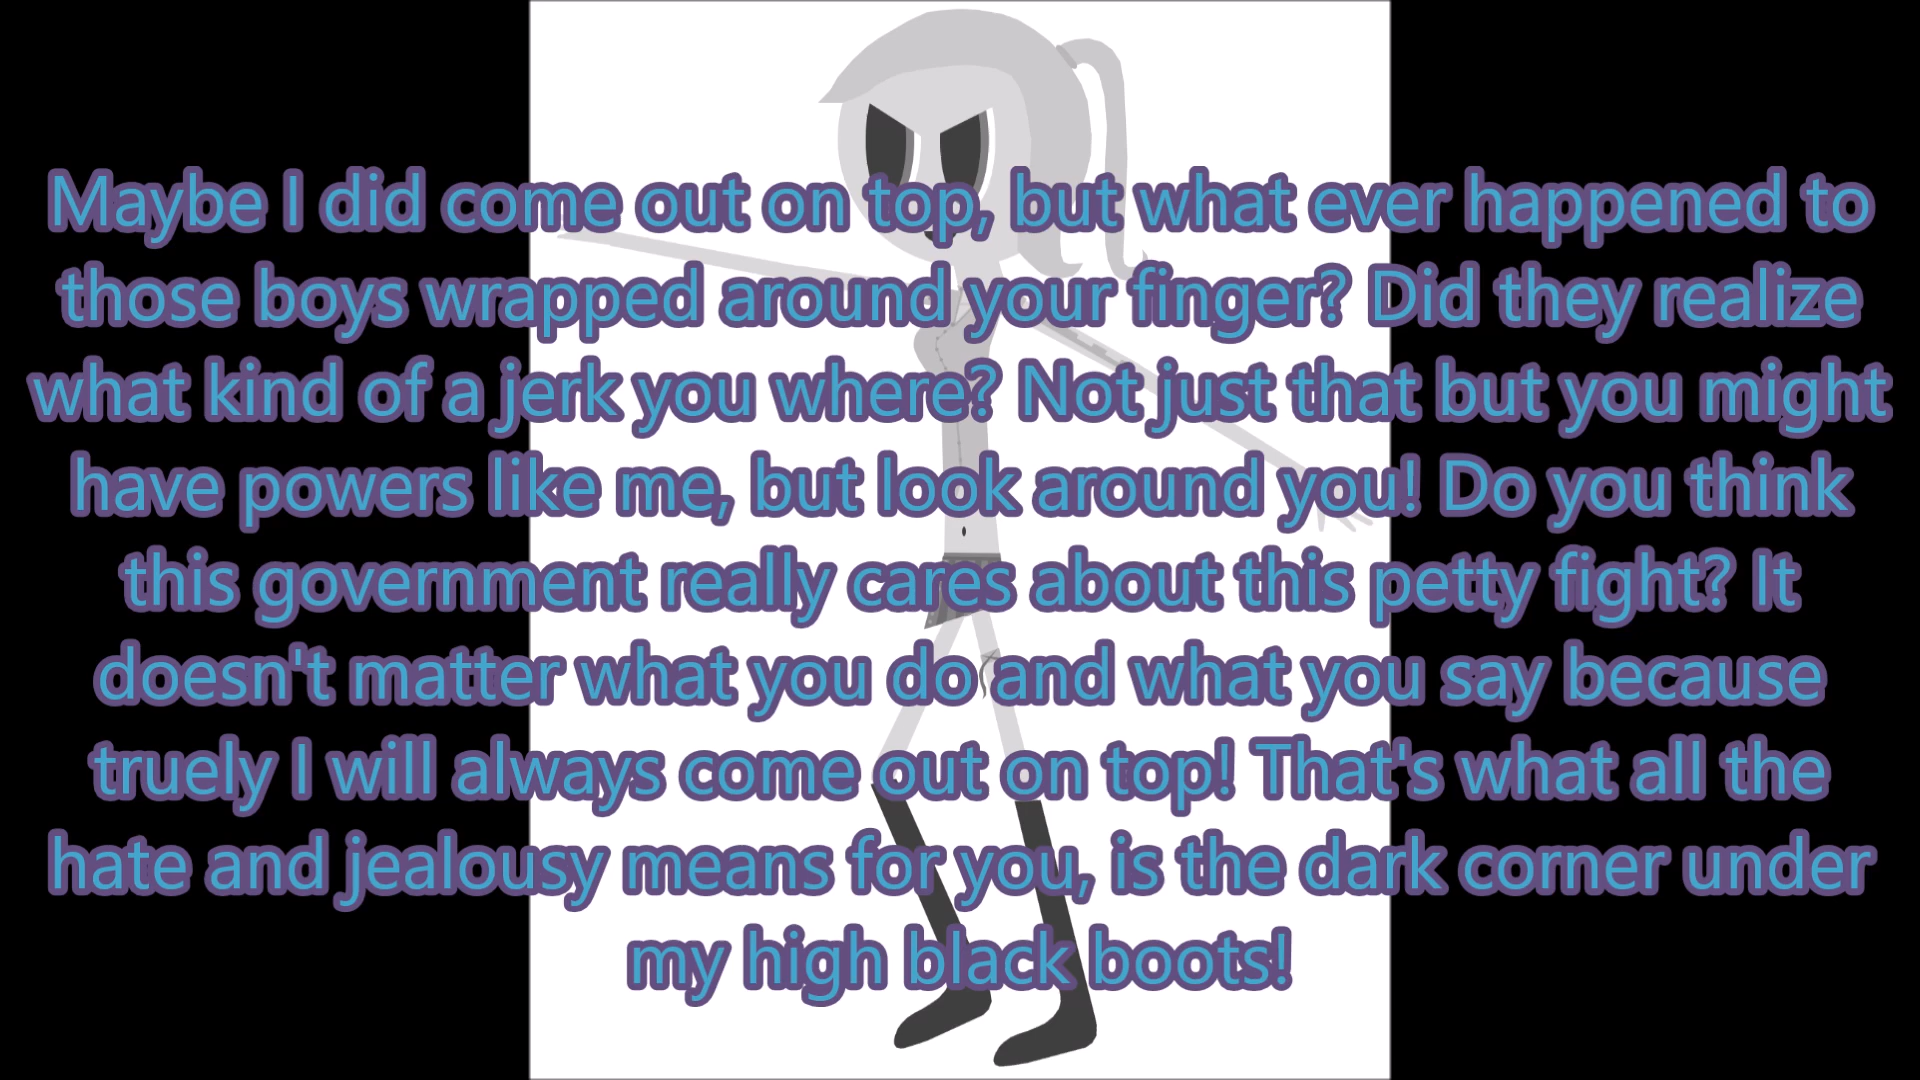 Maybe I did come out on top, but what ever happened to
those boys wrapped around your finger? Did they realize
what kind of a jerk you where? Not just that but you might
have powers like me, but look around you! Do you think
this government really cares about this petty fight? It
doesn't matter what you do and what you say because
truely I will always come out on top! That's what all the
hate and jealousy means for you, is the dark corner under
my high black boots!